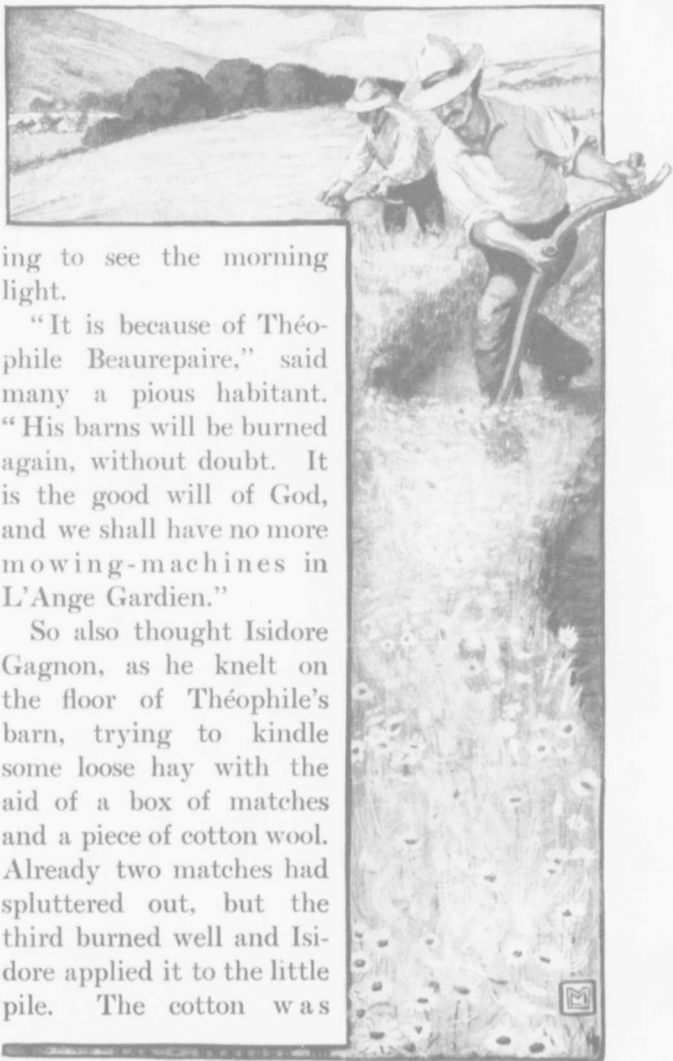 ing to see the morning
light.
“It is because of Théo-
phile Beaurepaire,” said
many a pious habitant.
“His barns will be burned
again, without doubt. It
is the good will of God,
and we shall have no more
mowing-machines in
L’Ange Gardien.”
So also thought Isidore
Gagnon, as he knelt on
the floor of Théophile’s
barn, trying to kindle
some loose hay with the
aid of a box of matches
and a piece of cotton wool.
Already two matches had
spluttered out, but the
third burned well and Isi-
dore applied it to the little
pile. The cotton was
M